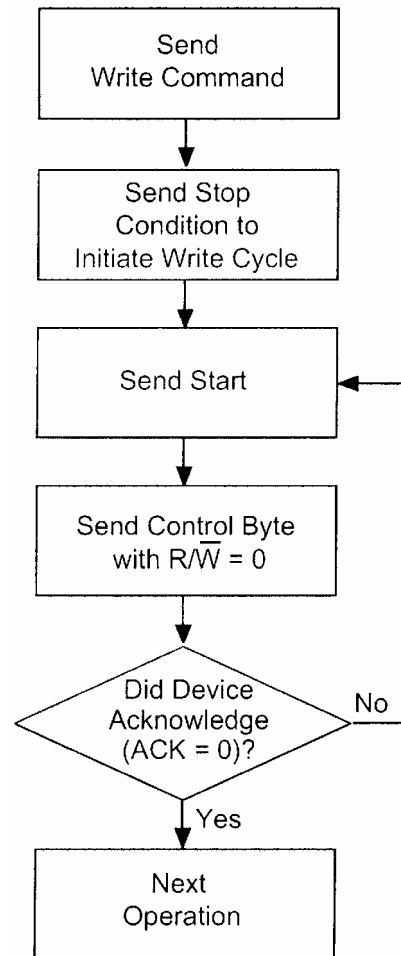 Send
Write Command
Send Stop
Condition to
Initiate Write Cycle
Send Start
Send Control Byte
with R/W̅ = 0
Did Device
Acknowledge
(ACK = 0)?
No
Yes
Next
Operation